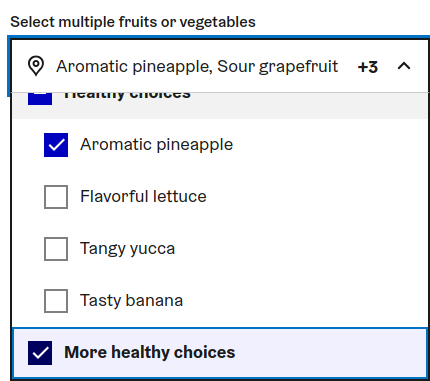 Select multiple fruits or vegetables
Aromatic pineapple, Sour grapefruit +3
Healthy choices
Aromatic pineapple
Flavorful lettuce
Tangy yucca
Tasty banana
More healthy choices